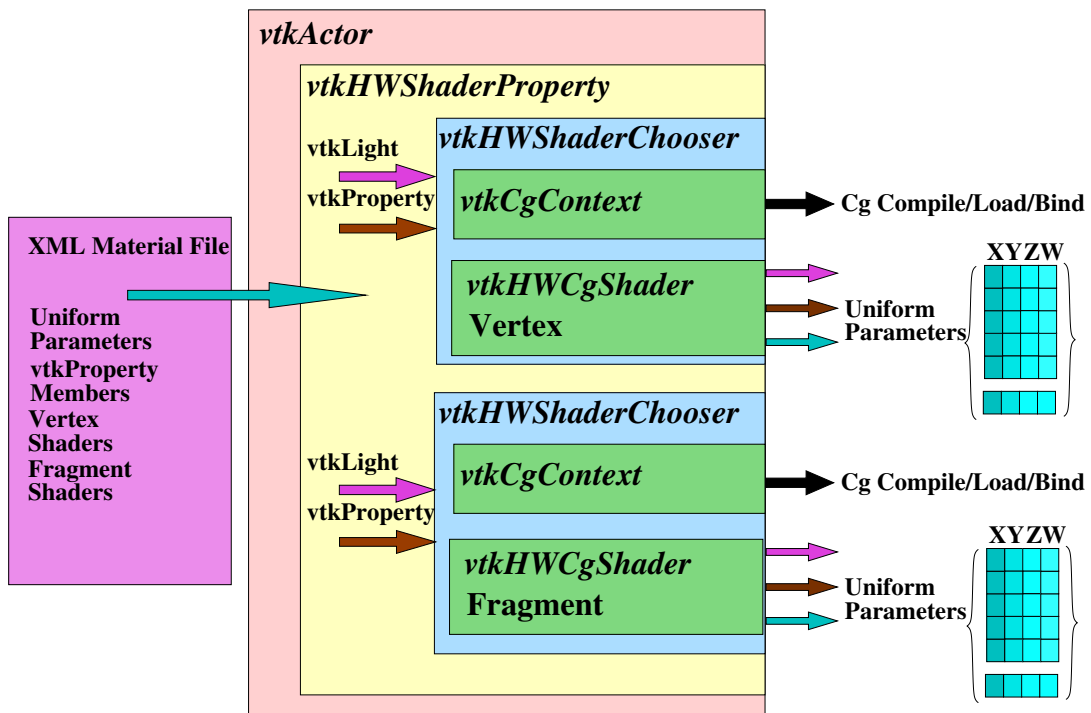 vtkActor
vtkHWShaderProperty
vtkHWShaderChooser
vtkLight
vtkProperty
vtkCgContext
Cg Compile/Load/Bind
XML Material File
Uniform
Parameters
vtkProperty
Members
Vertex
Shaders
Fragment
Shaders
vtkHWCgShader
Vertex
Uniform
Parameters
XYZW
vtkHWShaderChooser
vtkLight
vtkProperty
vtkCgContext
Cg Compile/Load/Bind
vtkHWCgShader
Fragment
Uniform
Parameters
XYZW